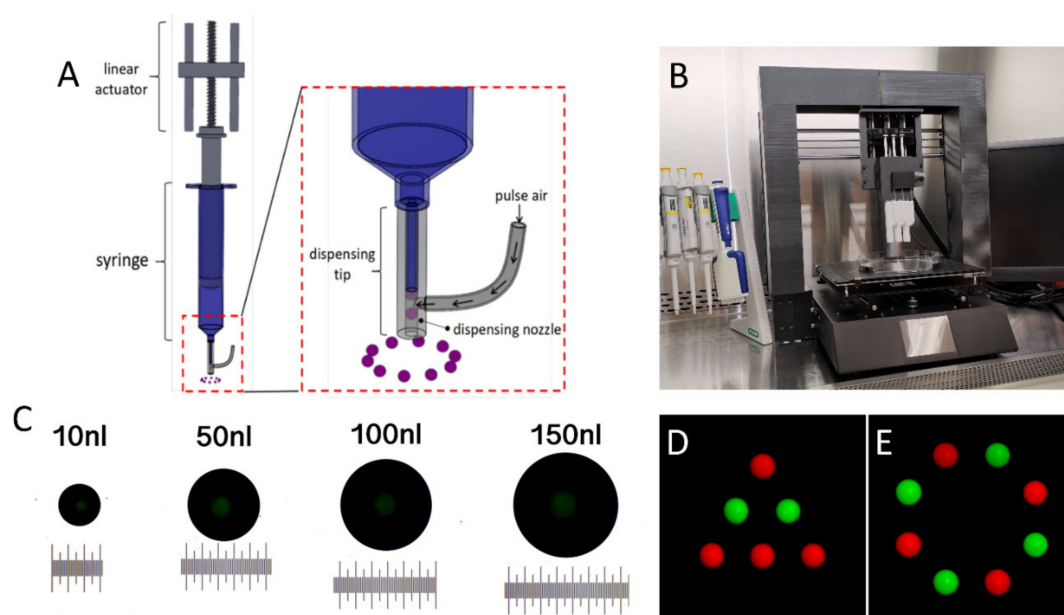 A
linear
actuator
syringe
pulse air
dispensing
tip
dispensing nozzle
B
C
10nl
50nl
100nl
150nl
D
E